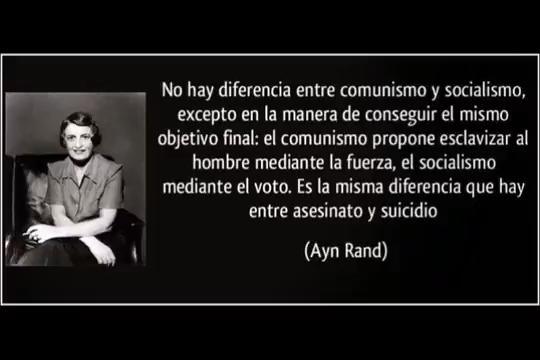 No hay diferencia entre comunismo y socialismo,
excepto en la manera de conseguir el mismo
objetivo final: el comunismo propone esclavizar al
hombre mediante la fuerza, el socialismo
mediante el voto. Es la misma diferencia que hay
entre asesinato y suicidio
(Ayn Rand)